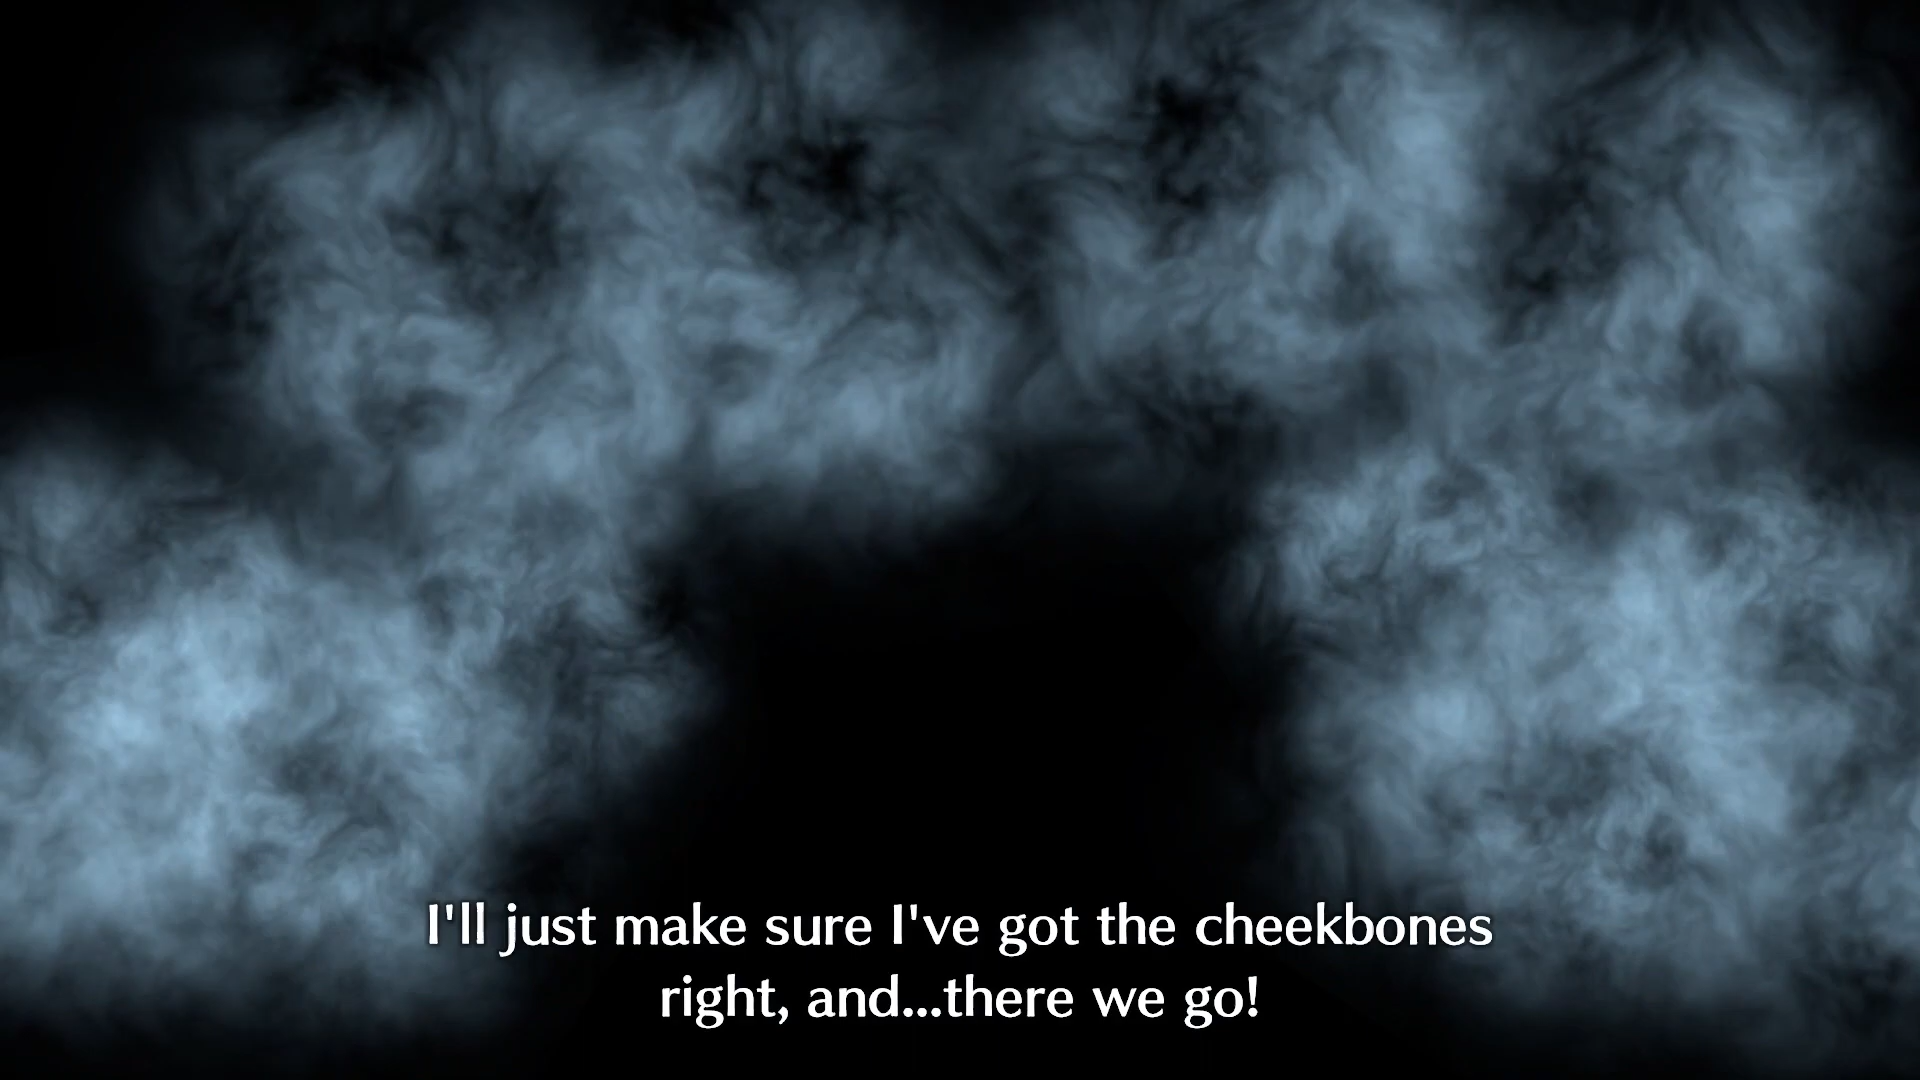 I'll just make sure I've got the cheekbones
right, and...there we go!